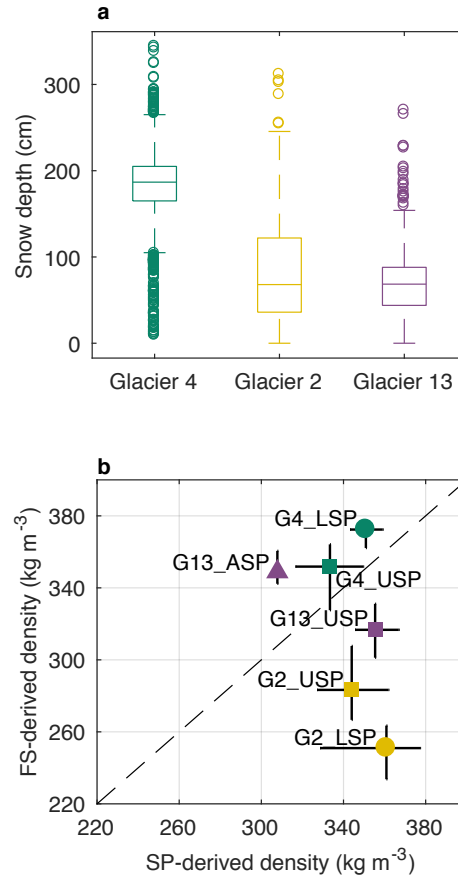 a
Snow depth (cm)
300
200
100
0
Glacier 4 Glacier 2 Glacier 13
b
FS-derived density (kg m⁻³)
380
340
300
260
220
G4_LSP
G13_ASP
G4_USP
G13_USP
G2_USP
G2_LSP
220 260 300 340 380
SP-derived density (kg m⁻³)